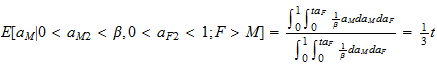 E[a_M|0 < a_{M2} < β, 0 < a_{F2} < 1; F > M] = \frac{\int_0^1 \int_0^{ta_F} \frac{1}{β} a_M da_M da_F}{\int_0^1 \int_0^{ta_F} \frac{1}{β} da_M da_F} = \frac{1}{3}t